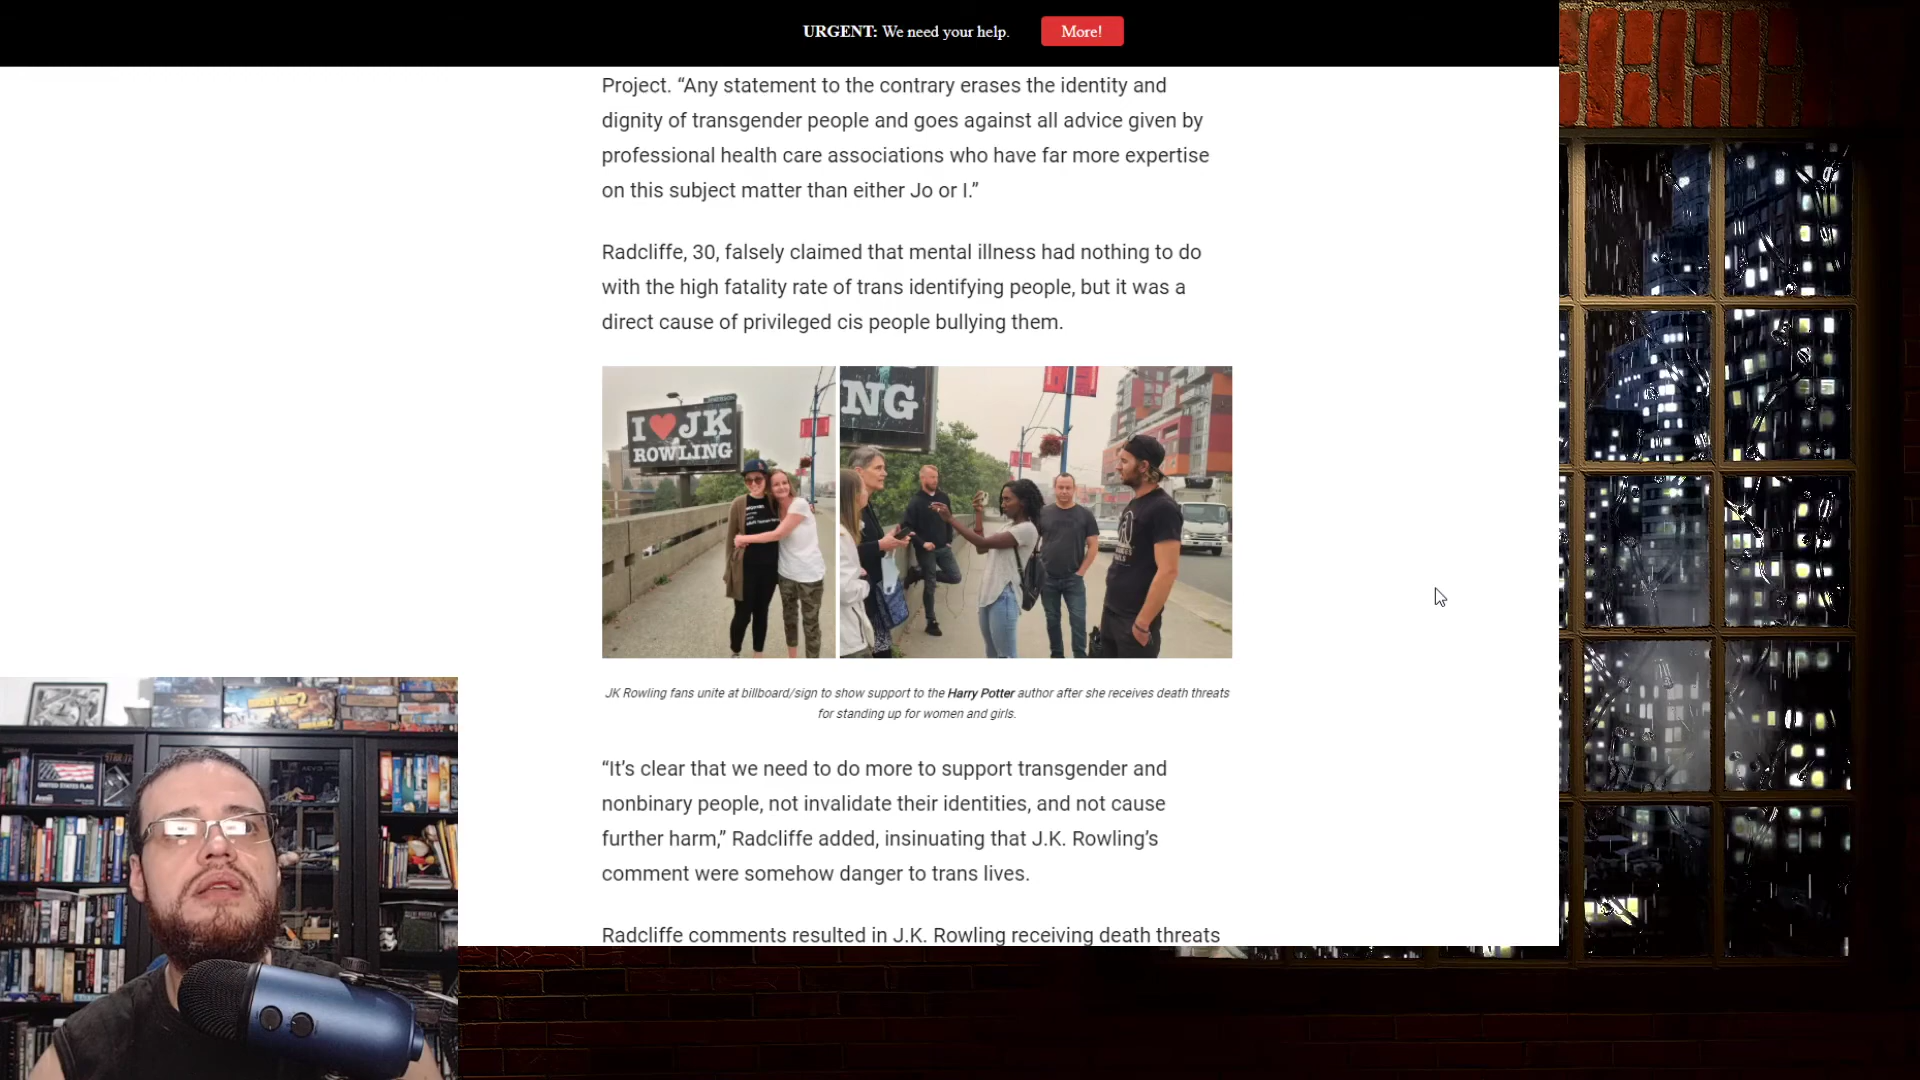 URGENT: We need your help.
More!
Project. “Any statement to the contrary erases the identity and
dignity of transgender people and goes against all advice given by
professional health care associations who have far more expertise
on this subject matter than either Jo or I.”
Radcliffe, 30, falsely claimed that mental illness had nothing to do
with the high fatality rate of trans identifying people, but it was a
direct cause of privileged cis people bullying them.
I ❤ JK
ROWLING
NG
JK Rowling fans unite at billboard/sign to show support to the Harry Potter author after she receives death threats
for standing up for women and girls.
“It’s clear that we need to do more to support transgender and
nonbinary people, not invalidate their identities, and not cause
further harm,” Radcliffe added, insinuating that J.K. Rowling’s
comment were somehow danger to trans lives.
Radcliffe comments resulted in J.K. Rowling receiving death threats
UNITED STATES FLAG